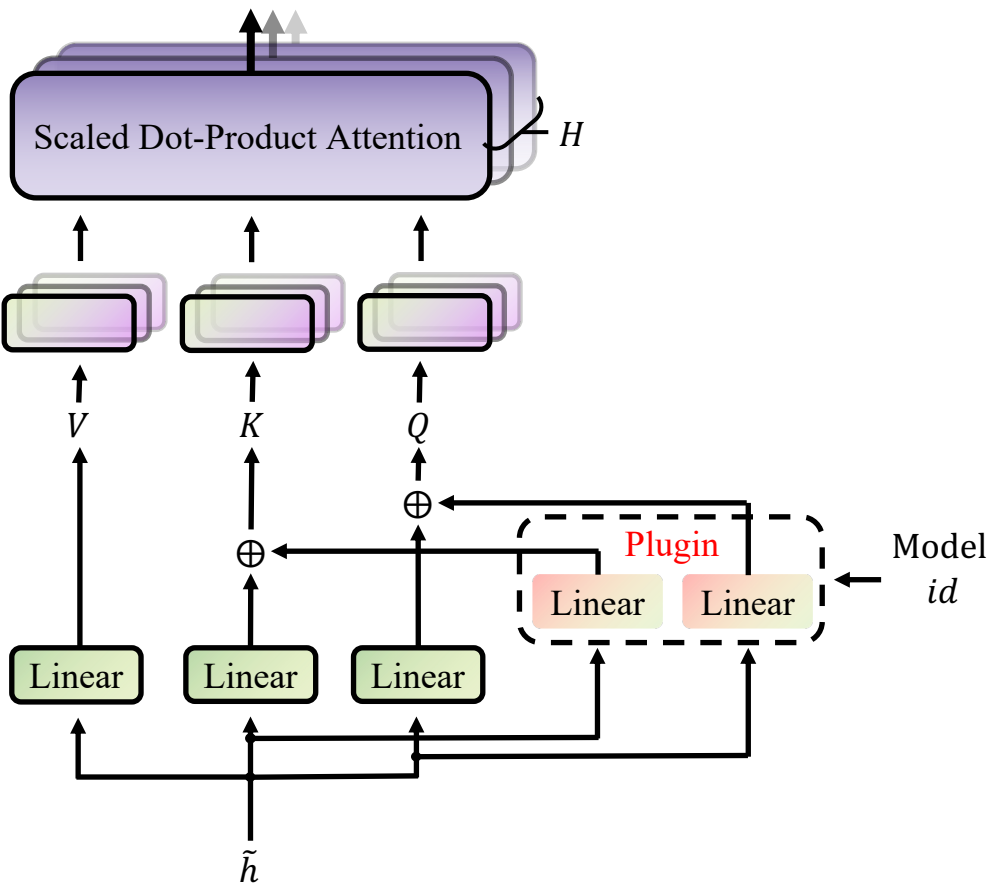 Scaled Dot-Product Attention
H
V
K
Q
⊕
⊕
Plugin
Model
id
Linear
Linear
Linear
Linear
Linear
h̃